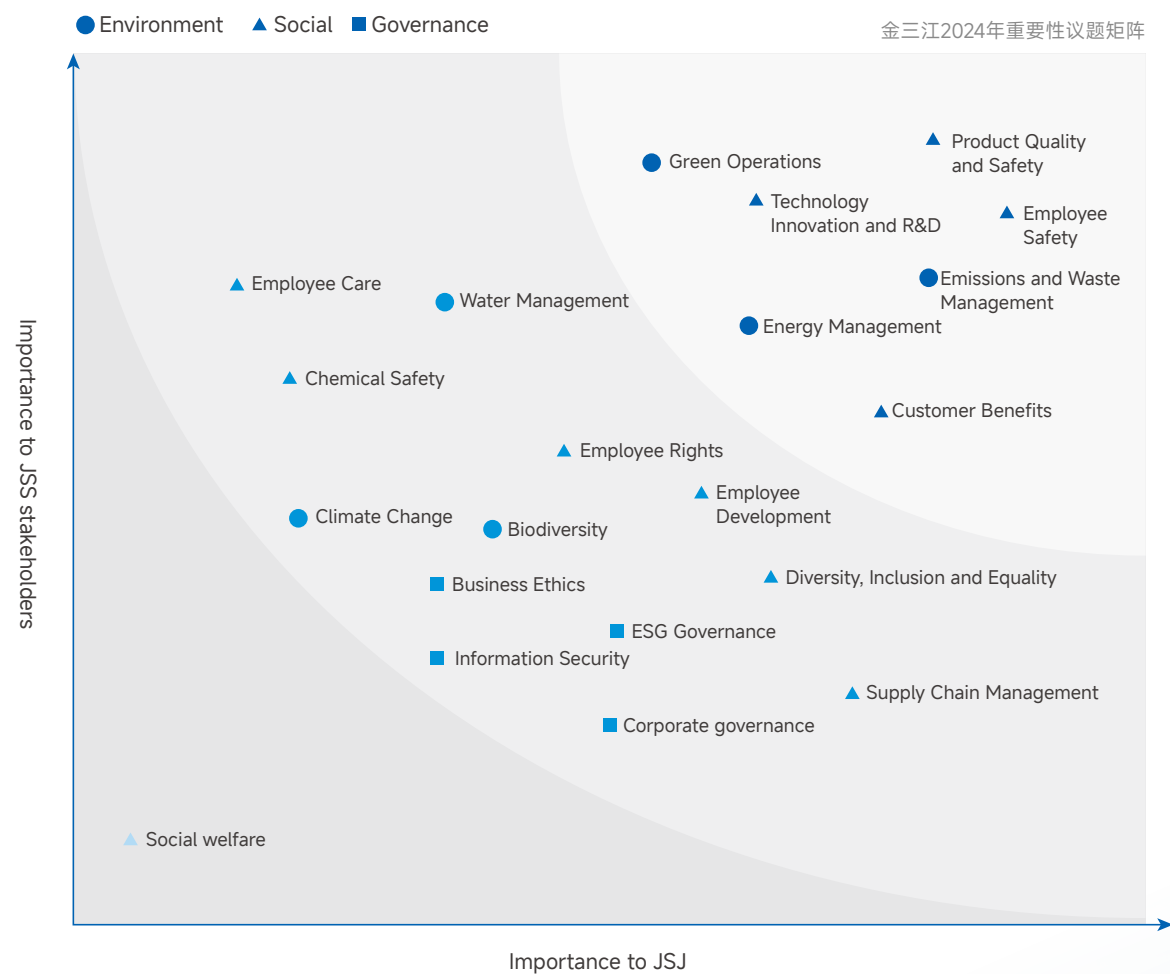 Environment
Social
Governance
金三江2024年重要性议题矩阵
Product Quality
and Safety
Green Operations
Technology
Innovation and R&D
Employee
Safety
Emissions and Waste
Management
Employee Care
Water Management
Energy Management
Chemical Safety
Customer Benefits
Employee Rights
Employee
Development
Climate Change
Biodiversity
Business Ethics
Diversity, Inclusion and Equality
ESG Governance
Information Security
Supply Chain Management
Corporate governance
Social welfare
Importance to JSS stakeholders
Importance to JSJ